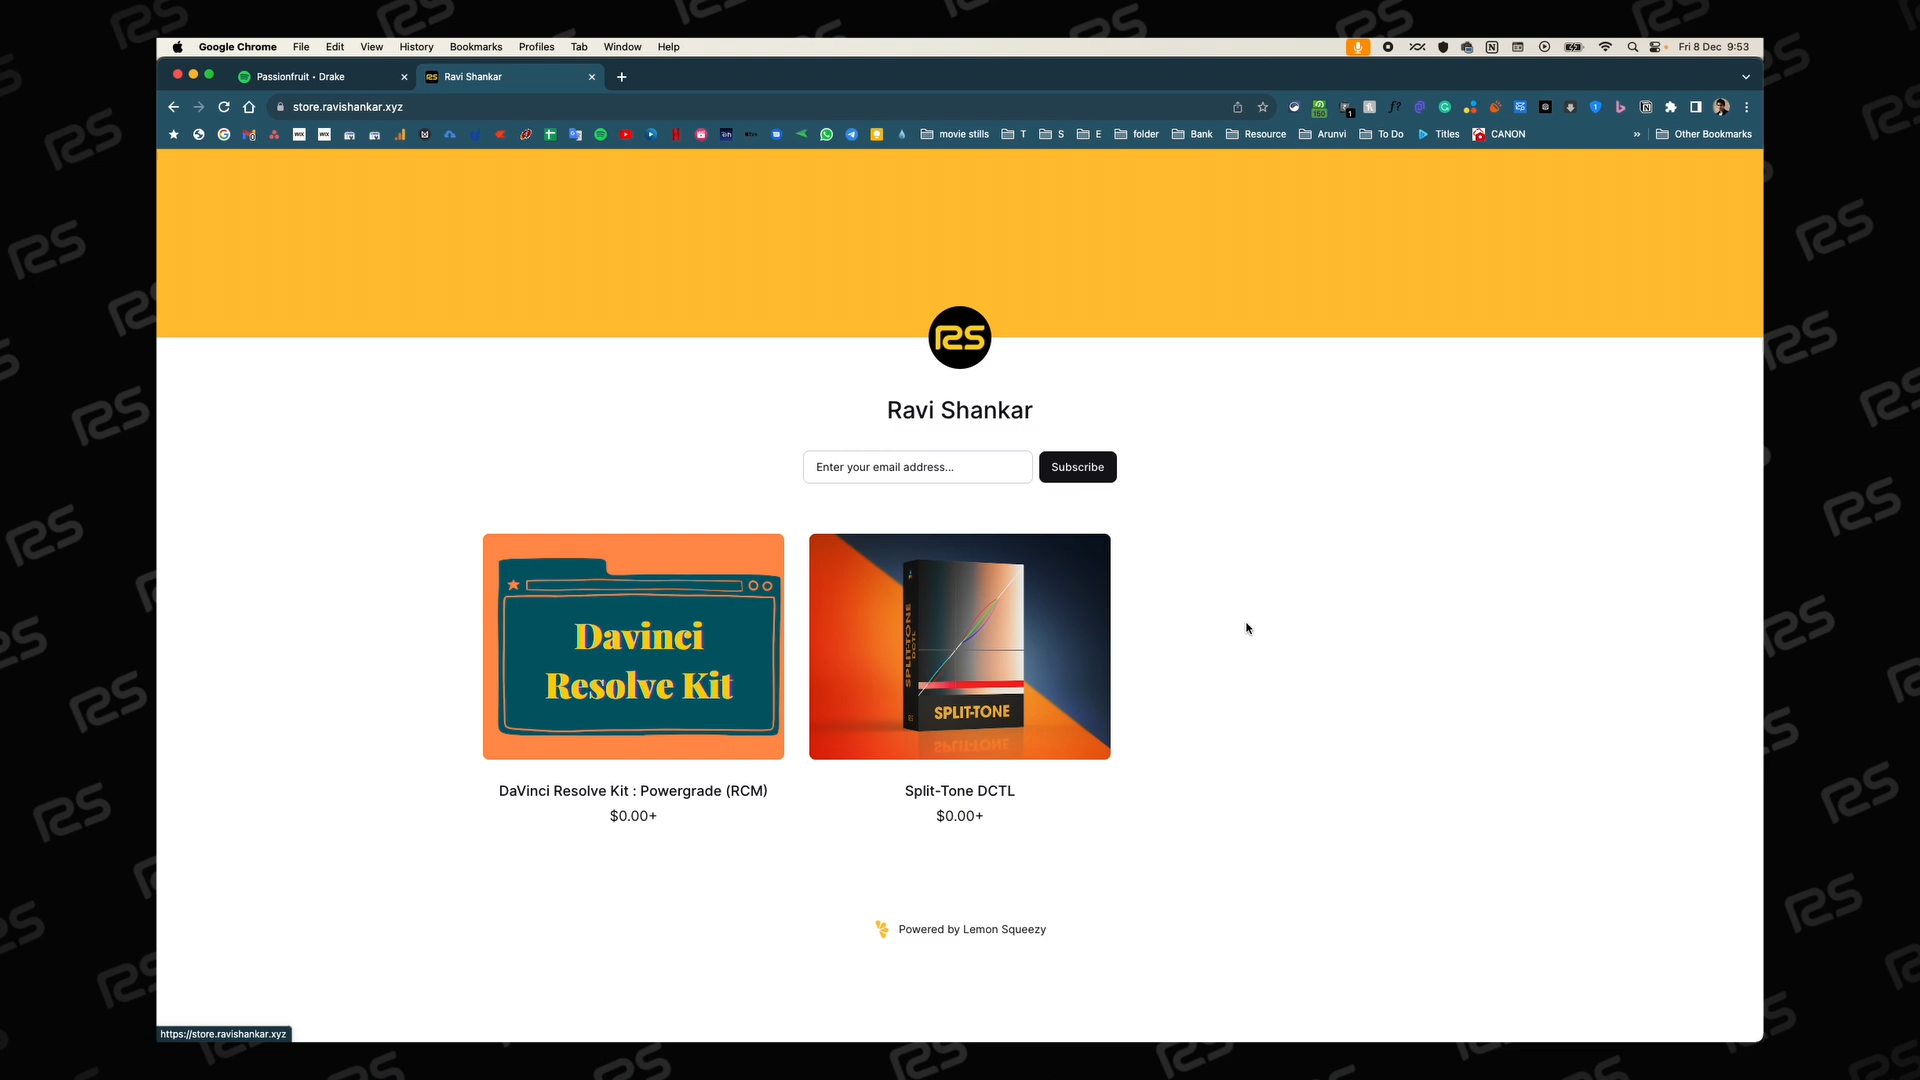 Google Chrome File Edit View History Bookmarks Profiles Tab Window Help Fri 8 Dec 9:53
Passionfruit • Drake Ravi Shankar
store.ravishankar.xyz
movie stills T S E folder Bank Resource Arunvi To Do Titles CANON » Other Bookmarks
RS
Ravi Shankar
Enter your email address... Subscribe
Davinci
Resolve Kit
SPLIT-TONE DCTL
SPLIT-TONE
DaVinci Resolve Kit : Powergrade (RCM)
$0.00+
Split-Tone DCTL
$0.00+
Powered by Lemon Squeezy
https://store.ravishankar.xyz